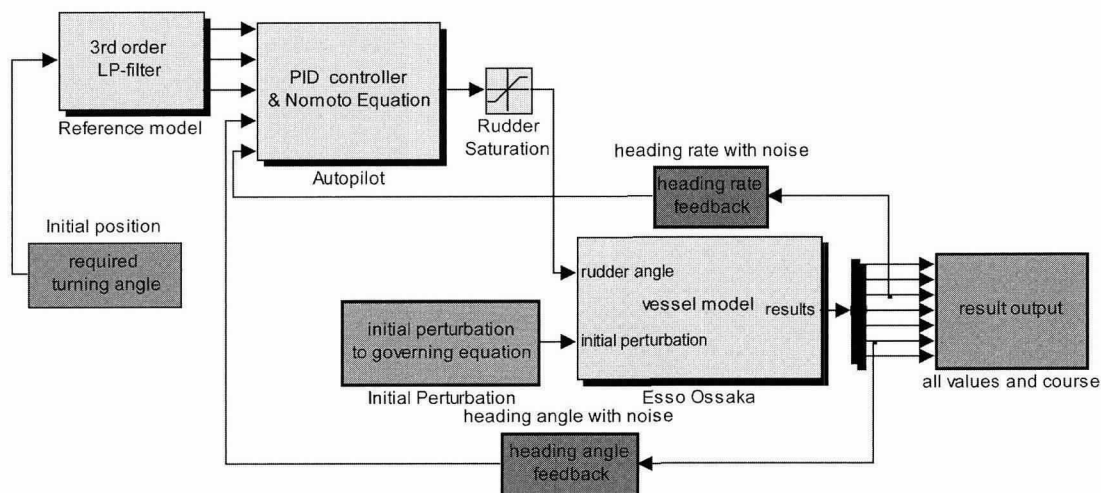 3rd order
LP-filter
Reference model
PID controller
& Nomoto Equation
Autopilot
Rudder
Saturation
heading rate with noise
heading rate
feedback
Initial position
required
turning angle
rudder angle
vessel model
results
initial perturbation
Esso Ossaka
initial perturbation
to governing equation
Initial Perturbation
result output
all values and course
heading angle with noise
heading angle
feedback